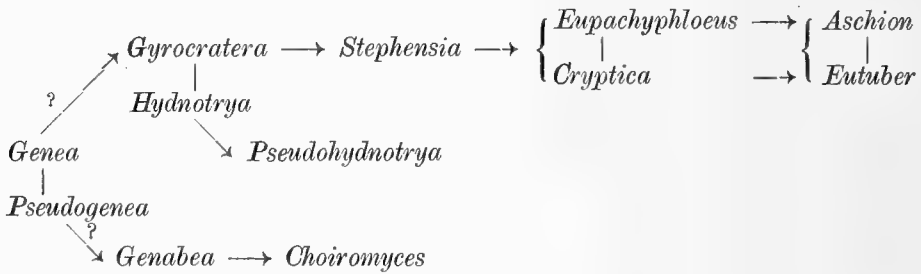 Eupachyphloeus → Aschion
Gyrocratera → Stephensia →
Cryptica → Eutuber
? Hydnotrya
Genea → Pseudohydnotrya
Pseudogenea
?
Genabea → Choiromyces